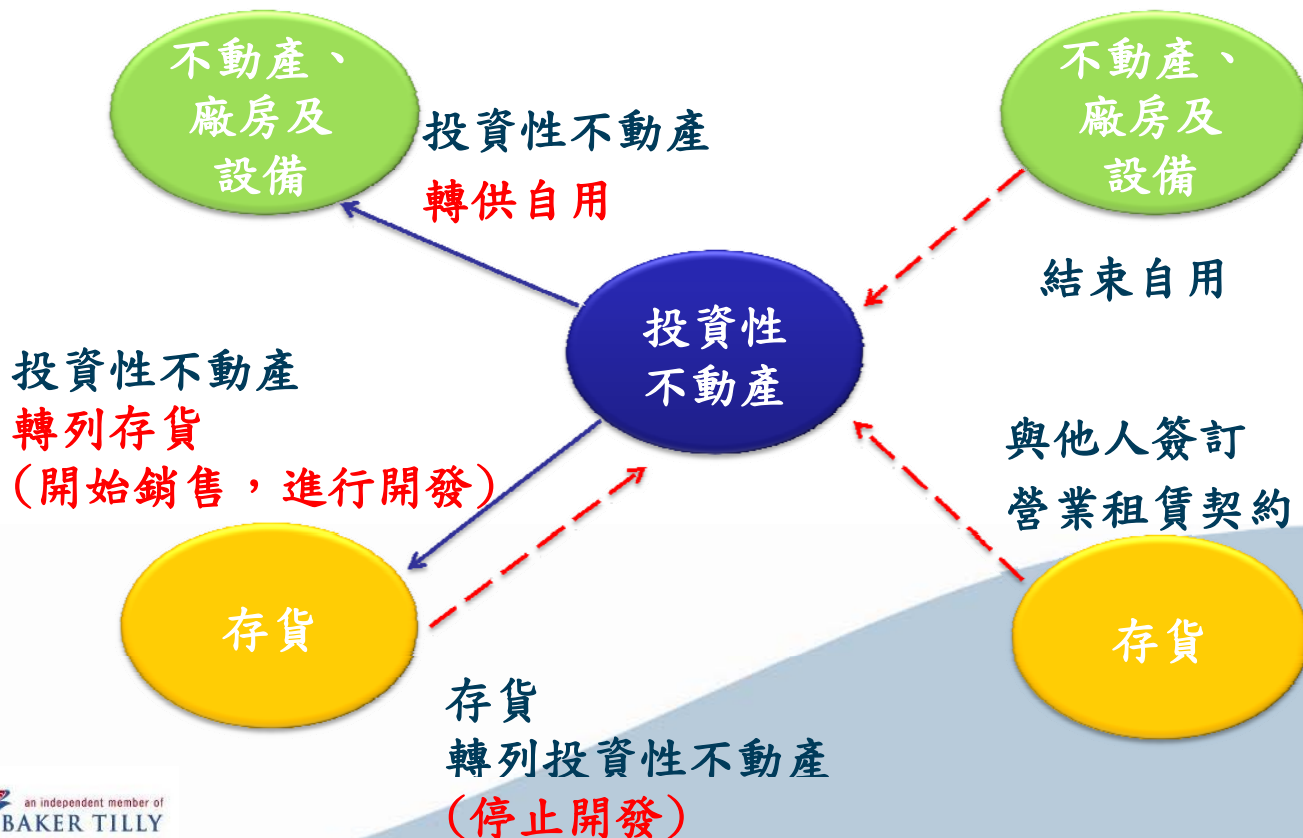 不動產、
廠房及
設備
投資性不動產
轉供自用
不動產、
廠房及
設備
結束自用
投資性
不動產
投資性不動產
轉列存貨
(開始銷售，進行開發)
與他人簽訂
營業租賃契約
存貨
存貨
存貨
轉列投資性不動產
(停止開發)
an independent member of
BAKER TILLY